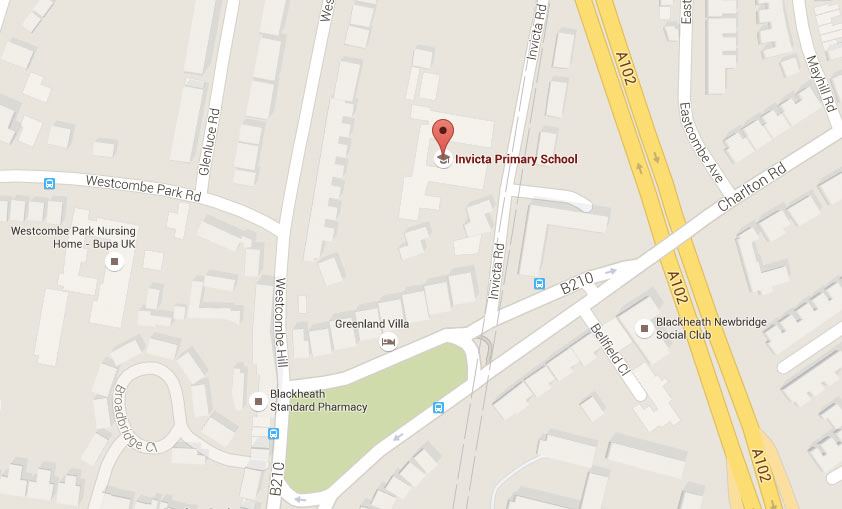 Wes
Glenluce Rd
Invicta Rd
A102
East
Mayhill Rd
Eastcombe Ave
Invicta Primary School
Westcombe Park Rd
Charlton Rd
Westcombe Park Nursing
Home - Bupa UK
Invicta Rd
B210
A102
Westcombe Hill
Greenland Villa
Bellfield Cl
Blackheath Newbridge
Social Club
Blackheath
Standard Pharmacy
Broadbridge Cl
B210
A102